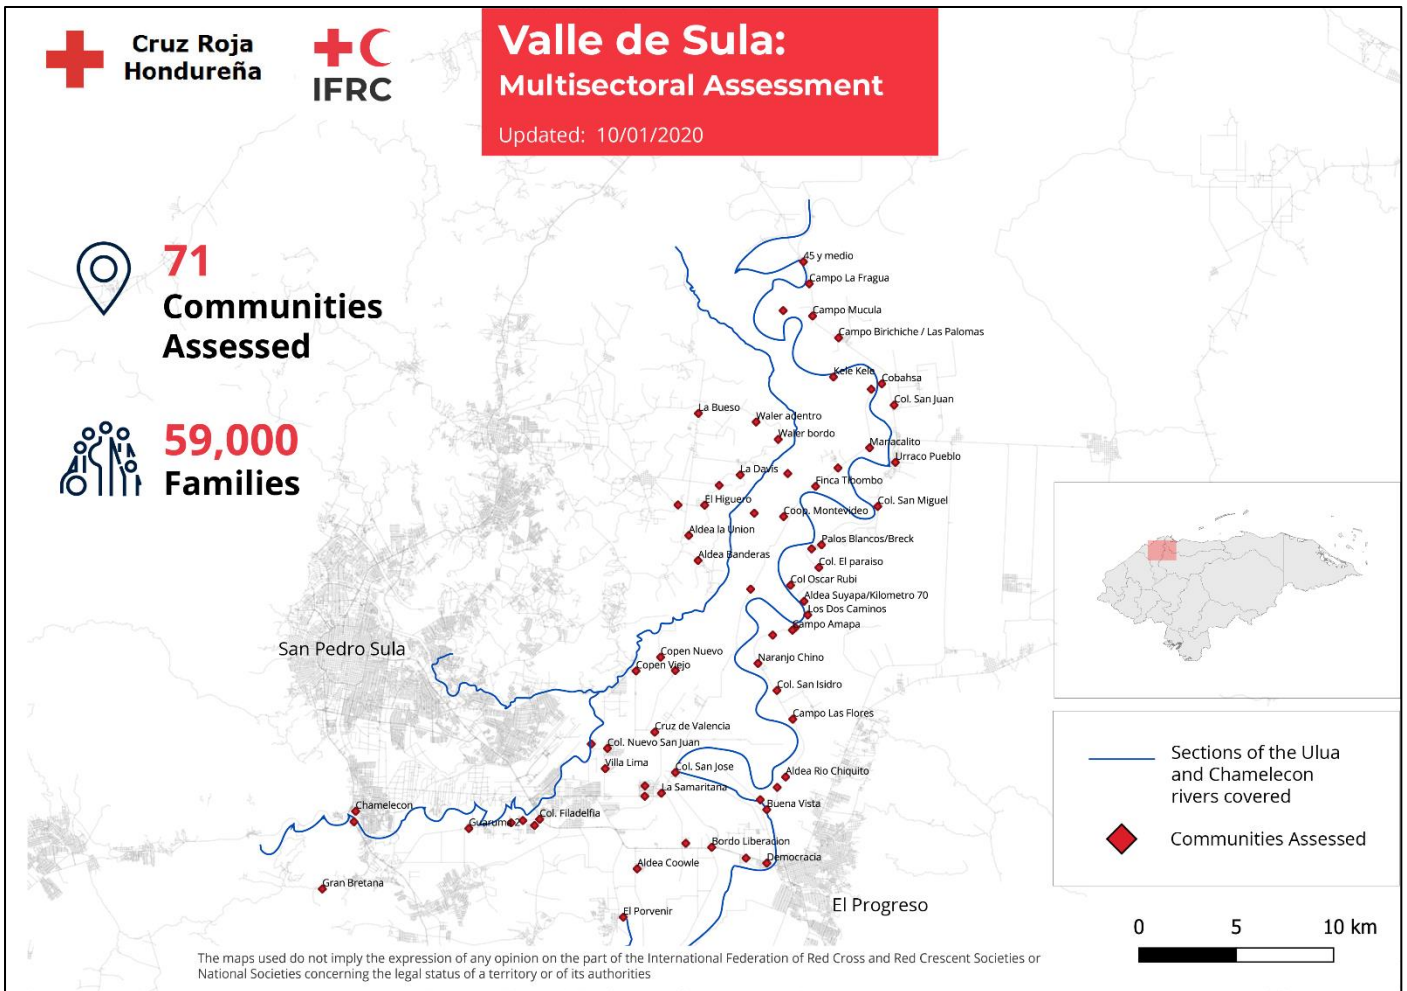 Cruz Roja
Hondureña
IFRC
Valle de Sula:
Multisectoral Assessment
Updated: 10/01/2020
71
Communities
Assessed
59,000
Families
45 y medio
Campo La Fragua
Campo Mucula
Campo Birichiche / Las Palomas
Kele Kele
Cobahsa
Col. San Juan
La Bueso
Waler adentro
Waler bordo
Manacalito
Urraco Pueblo
La Davis
Finca Tibombo
El Higuero
Col. San Miguel
Coop. Montevideo
Aldea la Union
Palos Blancos/Breck
Aldea Banderas
Col. El paraiso
Col Oscar Rubi
Aldea Suyapa/Kilometro 70
Los Dos Caminos
Campo Amapa
San Pedro Sula
Copen Nuevo
Copen Viejo
Naranjo Chino
Col. San Isidro
Campo Las Flores
Cruz de Valencia
Col. Nuevo San Juan
Villa Lima
Col. San Jose
Aldea Rio Chiquito
La Samaritana
Buena Vista
Chamelecon
Guaruma 2
Col. Filadelfia
Bordo Liberacion
Democracia
Aldea Coowle
Gran Bretana
El Porvenir
El Progreso
Sections of the Ulua
and Chamelecon
rivers covered
Communities Assessed
0 5 10 km
The maps used do not imply the expression of any opinion on the part of the International Federation of Red Cross and Red Crescent Societies or
National Societies concerning the legal status of a territory or of its authorities